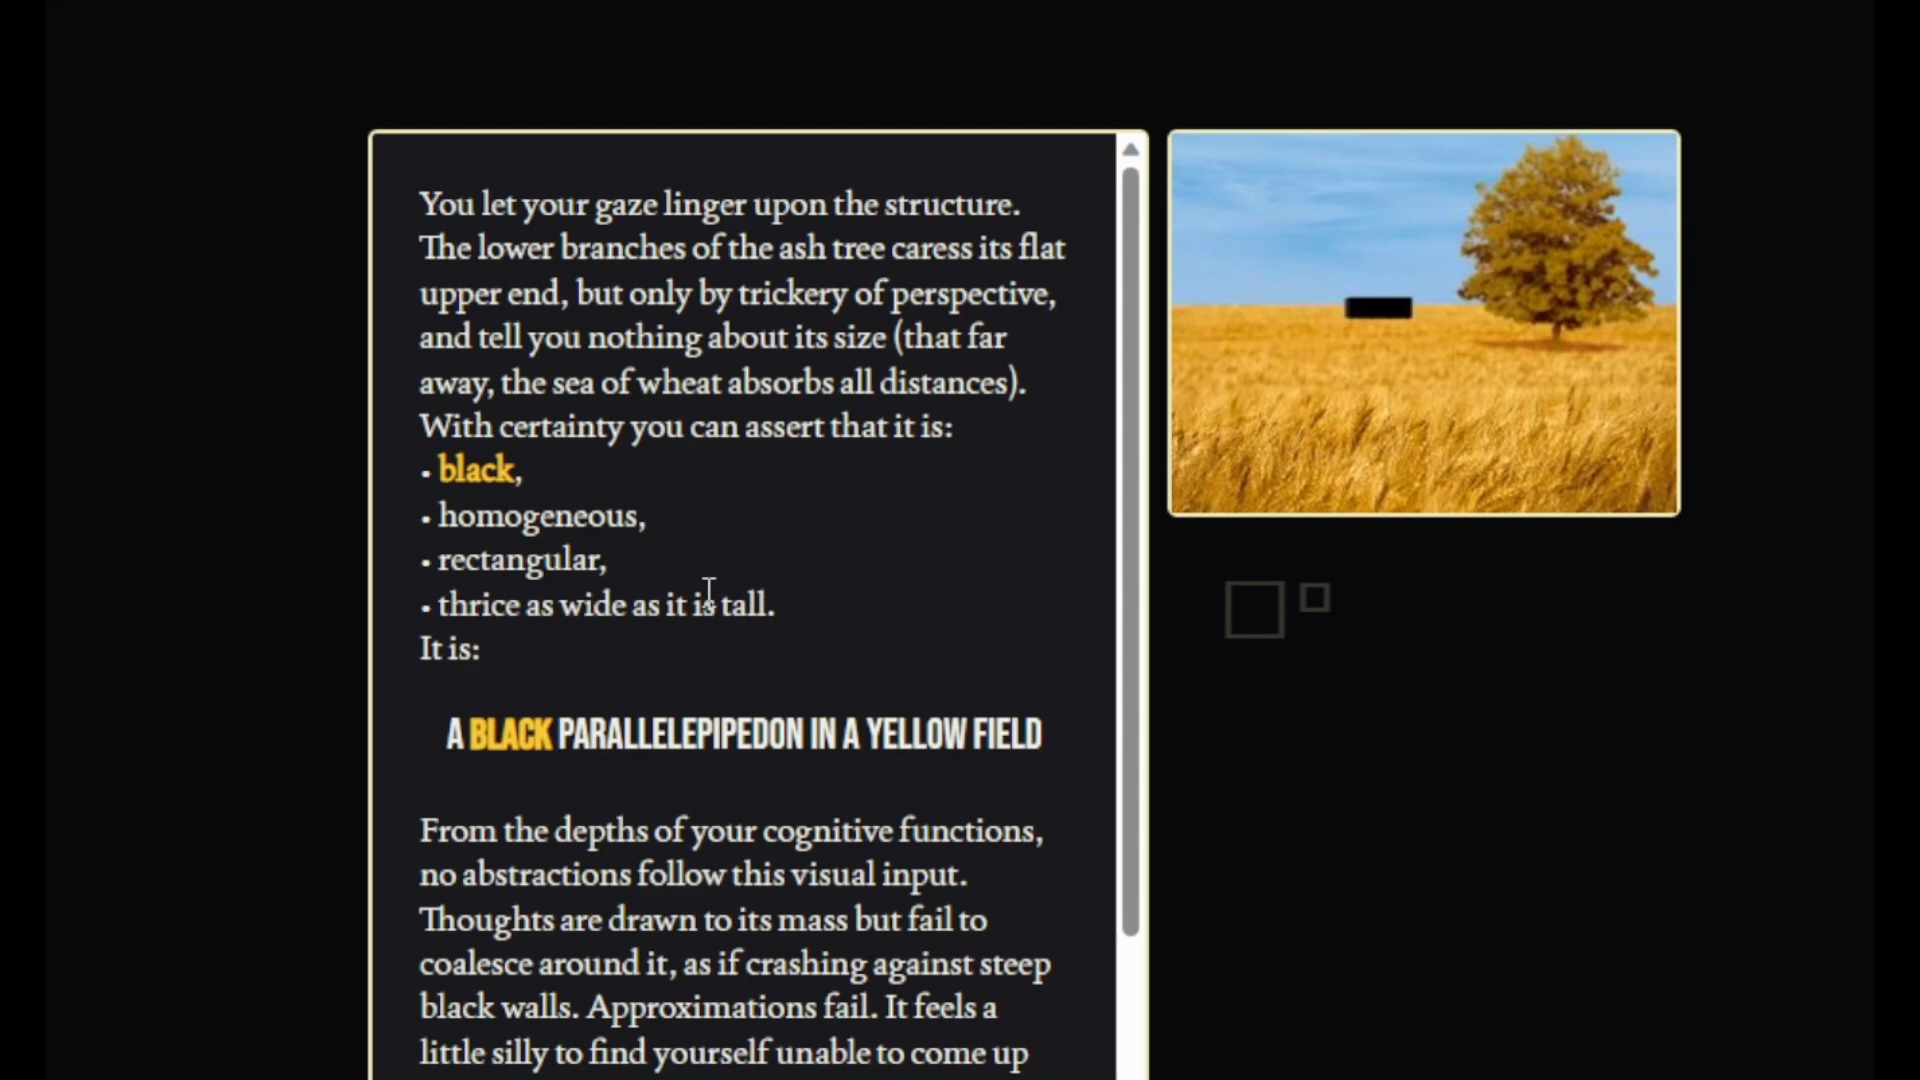 You let your gaze linger upon the structure.
The lower branches of the ash tree caress its flat
upper end, but only by trickery of perspective,
and tell you nothing about its size (that far
away, the sea of wheat absorbs all distances).
With certainty you can assert that it is:
• black,
• homogeneous,
• rectangular,
• thrice as wide as it is tall.
It is:
A BLACK PARALLELEPIPEDON IN A YELLOW FIELD
From the depths of your cognitive functions,
no abstractions follow this visual input.
Thoughts are drawn to its mass but fail to
coalesce around it, as if crashing against steep
black walls. Approximations fail. It feels a
little silly to find yourself unable to come up